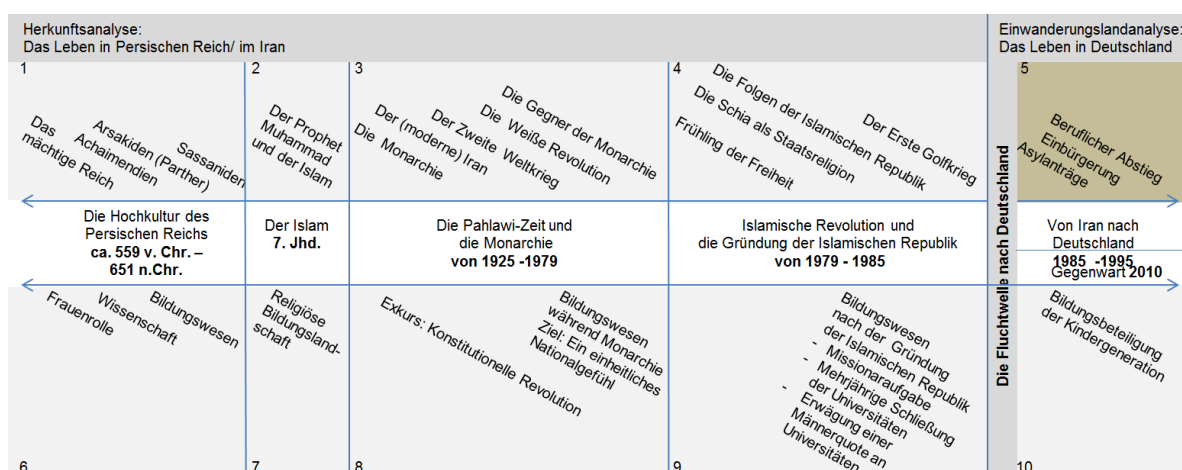 Herkunftsanalyse:
Das Leben in Persischen Reich/ im Iran
Einwanderungslandanalyse:
Das Leben in Deutschland
1
Das
mächtige Reich
Achaimendien
Arsakiden (Parther)
Sassaniden
2
Der Prophet
Muhammad
und der Islam
3
Die Monarchie
Der (moderne) Iran
Der Zweite Weltkrieg
Die Weiße Revolution
Die Gegner der Monarchie
4
Frühling der Freiheit
Die Schia als Staatsreligion
Die Folgen der Islamischen Republik
Der Erste Golfkrieg
Die Fluchtwelle nach Deutschland
5
Beruflicher Abstieg
Einbürgerung
Asylanträge
Die Hochkultur des
Persischen Reichs
ca. 559 v. Chr. –
651 n.Chr.
Der Islam
7. Jhd.
Die Pahlawi-Zeit und
die Monarchie
von 1925 -1979
Islamische Revolution und
die Gründung der Islamischen Republik
von 1979 - 1985
Von Iran nach
Deutschland
1985 -1995
Gegenwart 2010
Frauenrolle
Wissenschaft
Bildungswesen
6
Religiöse
Bildungsland-
schaft
7
Exkurs: Konstitutionelle Revolution
Bildungswesen
während Monarchie
Ziel: Ein einheitliches
Nationalgefühl
8
Bildungswesen
nach der Gründung
der Islamischen Republik
- Missionaraufgabe
- Mehrjährige Schließung
der Universitäten
- Erwägung einer
Männerquote an
Universitäten
9
Bildungsbeteiligung
der Kindergeneration
10